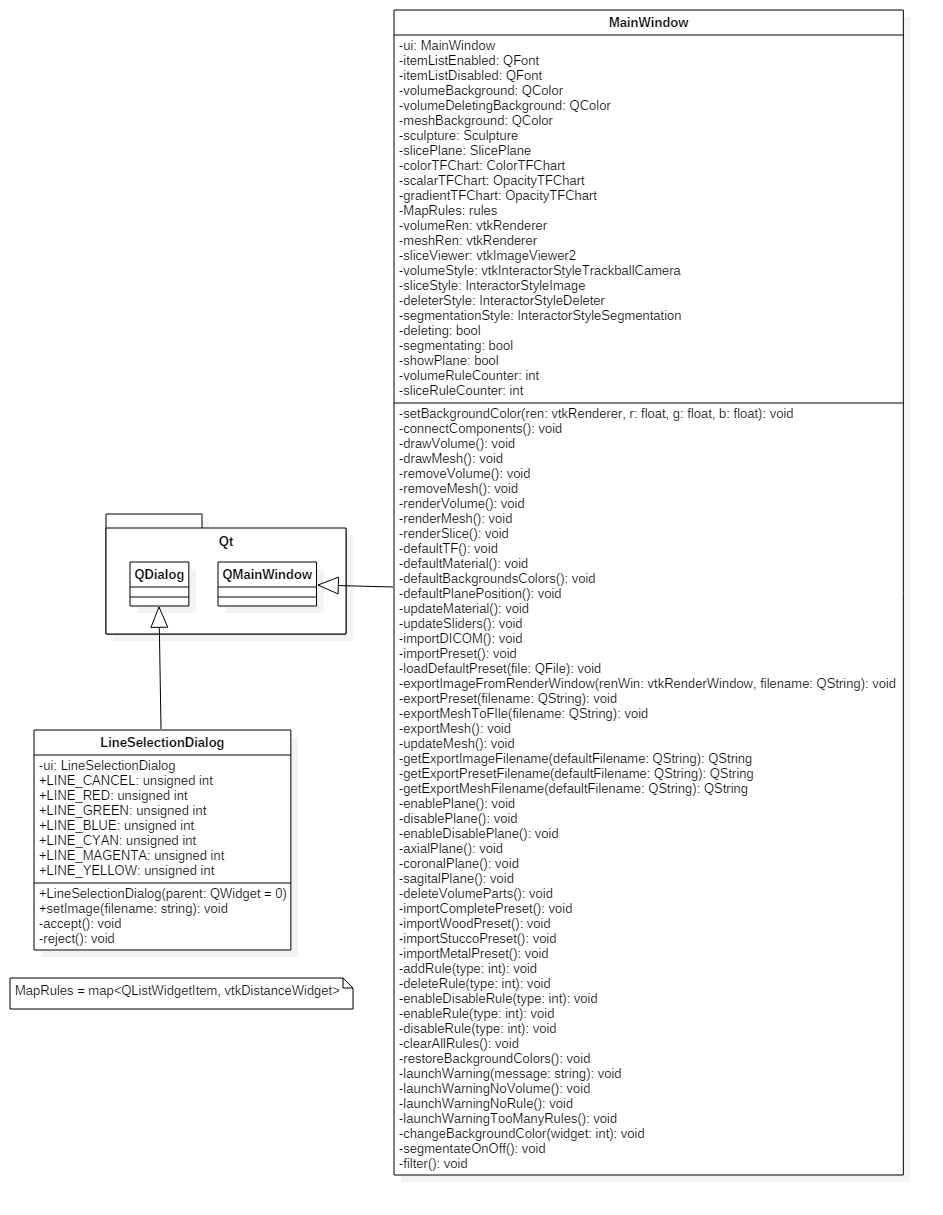 MainWindow
-ui: MainWindow
-itemListEnabled: QFont
-itemListDisabled: QFont
-volumeBackground: QColor
-volumeDeletingBackground: QColor
-meshBackground: QColor
-sculpture: Sculpture
-slicePlane: SlicePlane
-colorTFChart: ColorTFChart
-scalarTFChart: OpacityTFChart
-gradientTFChart: OpacityTFChart
-MapRules: rules
-volumeRen: vtkRenderer
-meshRen: vtkRenderer
-sliceViewer: vtkImageViewer2
-volumeStyle: vtkInteractorStyleTrackballCamera
-sliceStyle: InteractorStyleImage
-deleterStyle: InteractorStyleDeleter
-segmentationStyle: InteractorStyleSegmentation
-deleting: bool
-segmentating: bool
-showPlane: bool
-volumeRuleCounter: int
-sliceRuleCounter: int
-setBackgroundColor(ren: vtkRenderer, r: float, g: float, b: float): void
-connectComponents(): void
-drawVolume(): void
-drawMesh(): void
-removeVolume(): void
-removeMesh(): void
-renderVolume(): void
-renderMesh(): void
-renderSlice(): void
-defaultTF(): void
-defaultMaterial(): void
-defaultBackgroundsColors(): void
-defaultPlanePosition(): void
-updateMaterial(): void
-updateSliders(): void
-importDICOM(): void
-importPreset(): void
-loadDefaultPreset(file: QFile): void
-exportImageFromRenderWindow(renWin: vtkRenderWindow, filename: QString): void
-exportPreset(filename: QString): void
-exportMeshToFIle(filename: QString): void
-exportMesh(): void
-updateMesh(): void
-getExportImageFilename(defaultFilename: QString): QString
-getExportPresetFilename(defaultFilename: QString): QString
-getExportMeshFilename(defaultFilename: QString): QString
-enablePlane(): void
-disablePlane(): void
-enableDisablePlane(): void
-axialPlane(): void
-coronalPlane(): void
-sagitalPlane(): void
-deleteVolumeParts(): void
-importCompletePreset(): void
-importWoodPreset(): void
-importStuccoPreset(): void
-importMetalPreset(): void
-addRule(type: int): void
-deleteRule(type: int): void
-enableDisableRule(type: int): void
-enableRule(type: int): void
-disableRule(type: int): void
-clearAllRules(): void
-restoreBackgroundColors(): void
-launchWarning(message: string): void
-launchWarningNoVolume(): void
-launchWarningNoRule(): void
-launchWarningTooManyRules(): void
-changeBackgroundColor(widget: int): void
-segmentateOnOff(): void
-filter(): void
Qt
QDialog
QMainWindow
LineSelectionDialog
-ui: LineSelectionDialog
+LINE_CANCEL: unsigned int
+LINE_RED: unsigned int
+LINE_GREEN: unsigned int
+LINE_BLUE: unsigned int
+LINE_CYAN: unsigned int
+LINE_MAGENTA: unsigned int
+LINE_YELLOW: unsigned int
+LineSelectionDialog(parent: QWidget = 0)
+setImage(filename: string): void
-accept(): void
-reject(): void
MapRules = map<QListWidgetItem, vtkDistanceWidget>